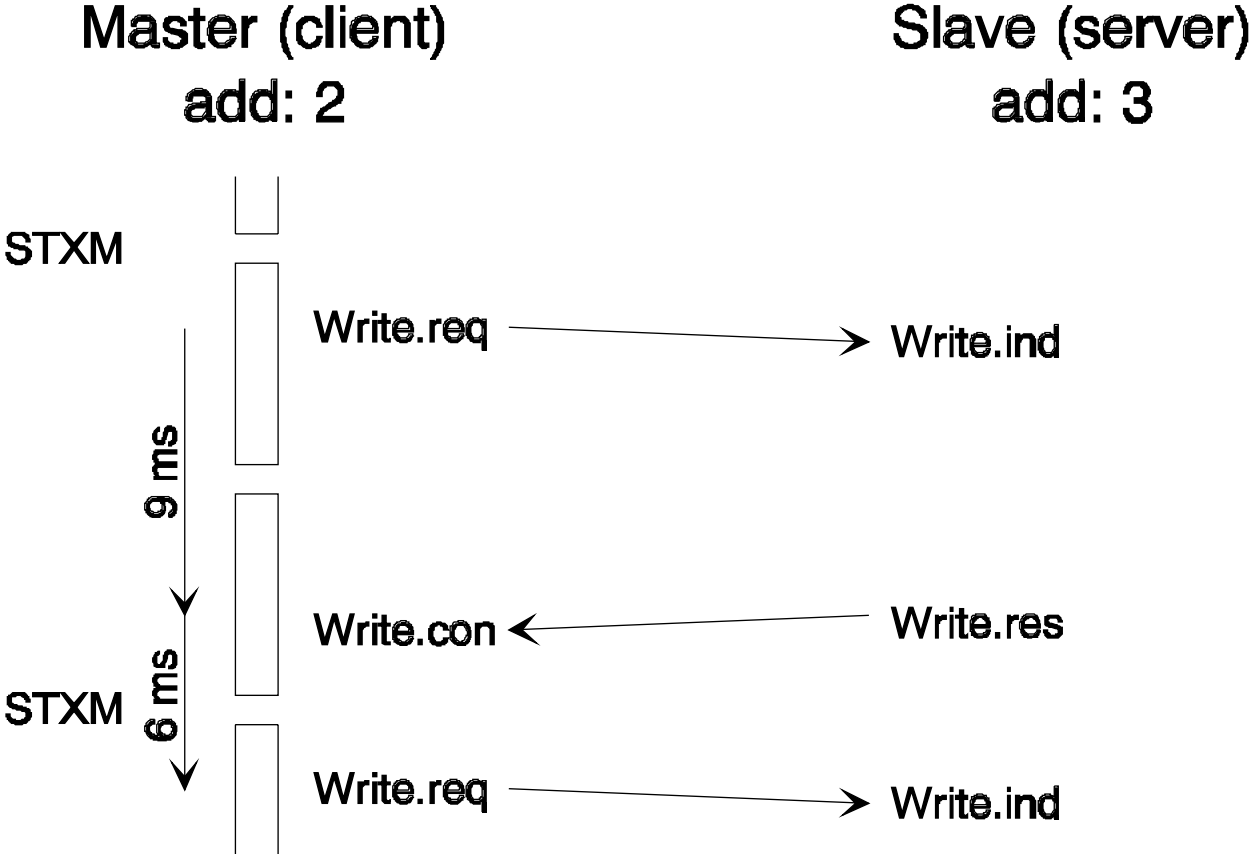 Master (client)
add: 2
Slave (server)
add: 3
STXM
Write.req
Write.ind
9 ms
Write.con
Write.res
6 ms
STXM
Write.req
Write.ind